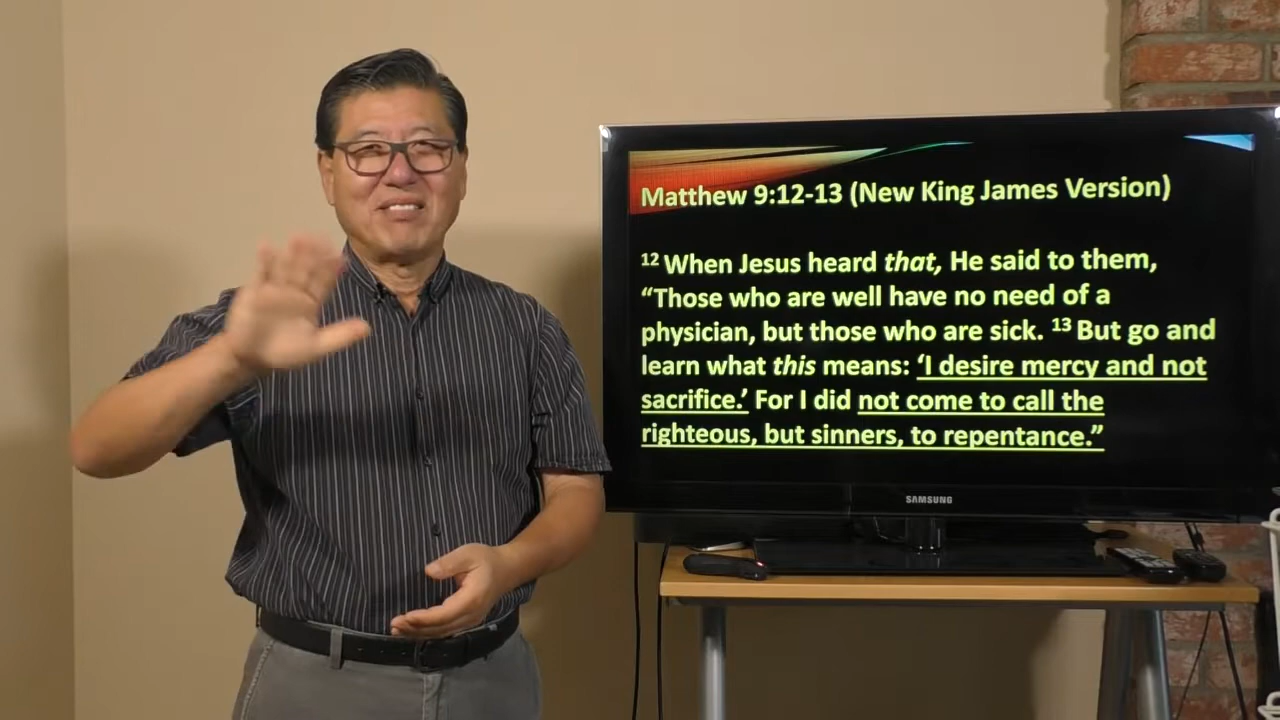 Matthew 9:12-13 (New King James Version)
12 When Jesus heard that, He said to them,
“Those who are well have no need of a
physician, but those who are sick. 13 But go and
learn what this means: ‘I desire mercy and not
sacrifice.’ For I did not come to call the
righteous, but sinners, to repentance.”
SAMSUNG